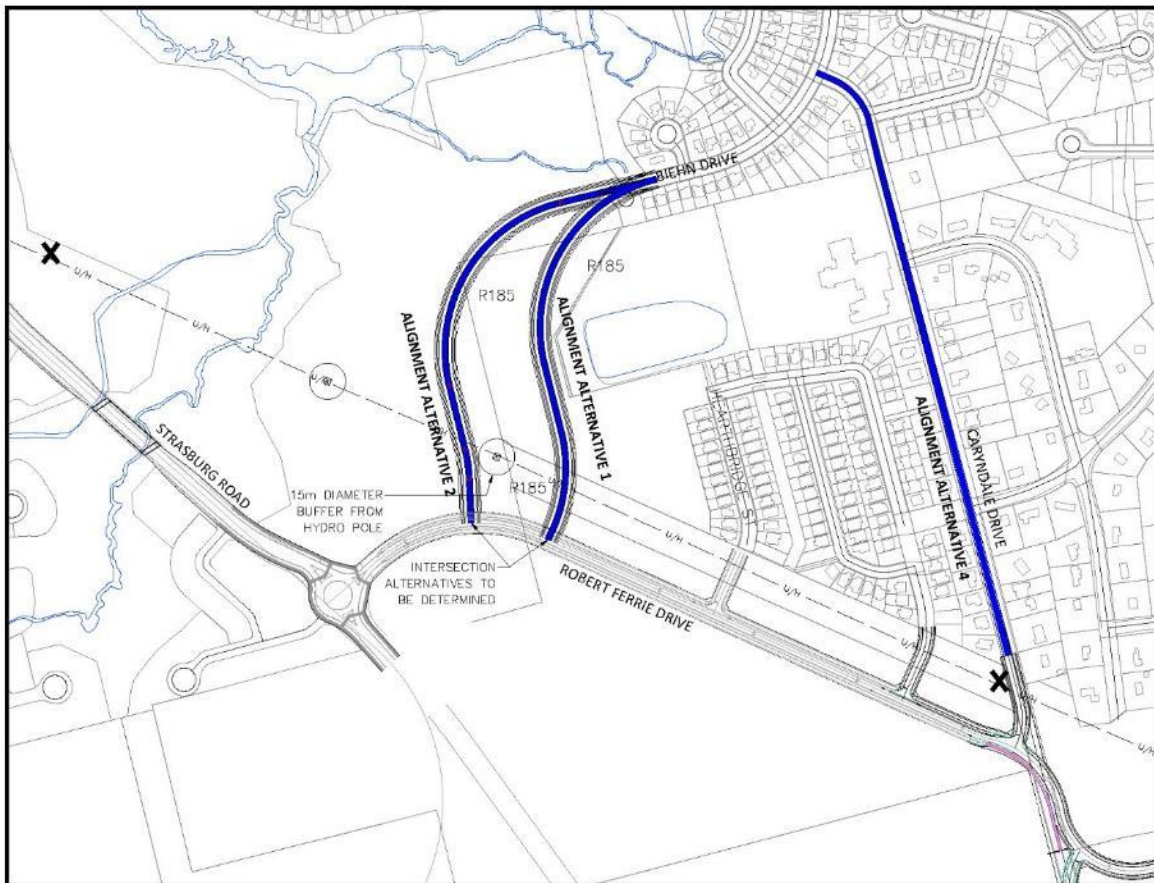 BIEHN DRIVE
U/H
R185
R185
ALIGNMENT ALTERNATIVE 2
ALIGNMENT ALTERNATIVE 1
U/H
STRASBURG ROAD
15m DIAMETER
BUFFER FROM
HYDRO POLE
R185
INTERSECTION
ALTERNATIVES TO
BE DETERMINED
ROBERT FERRIE DRIVE
ALIGNMENT ALTERNATIVE 4
CARYNDALE DRIVE
U/H
U/H
U/H
U/H
U/H